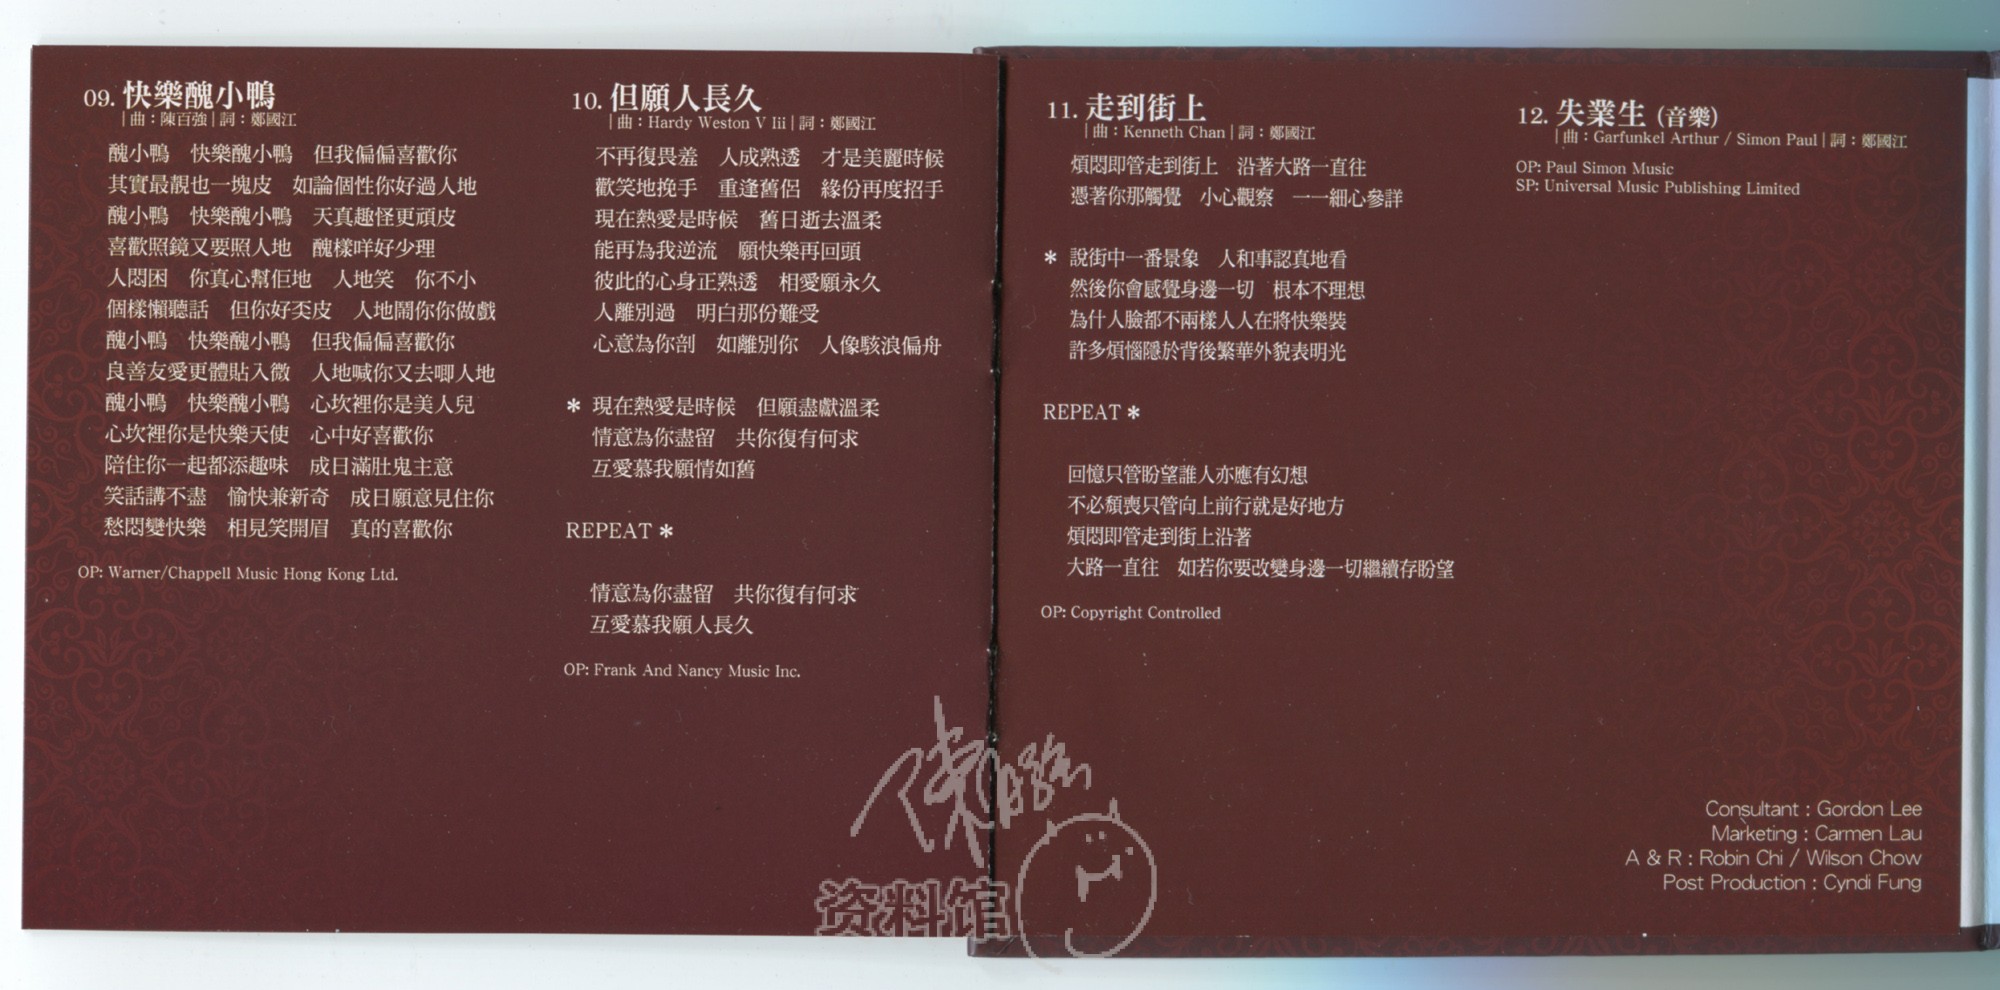 09. 快樂醜小鴨
| 曲：陳百強 | 詞：鄭國江
醜小鴨　快樂醜小鴨　但我偏偏喜歡你
其實最靚也一塊皮　如論個性你好過人地
醜小鴨　快樂醜小鴨　天真趣怪更頑皮
喜歡照鏡又要照人地　醜樣咩好少理
人悶困　你真心幫佢地　人地笑　你不小
個樣懶聽話　但你好奀皮　人地鬧你你做戲
醜小鴨　快樂醜小鴨　但我偏偏喜歡你
良善友愛更體貼入微　人地喊你又去唧人地
醜小鴨　快樂醜小鴨　心坎裡你是美人兒
心坎裡你是快樂天使　心中好喜歡你
陪住你一起都添趣味　成日滿肚鬼主意
笑話講不盡　愉快兼新奇　成日願意見住你
愁悶變快樂　相見笑開眉　真的喜歡你
OP: Warner/Chappell Music Hong Kong Ltd.
10. 但願人長久
| 曲：Hardy Weston V Iii | 詞：鄭國江
不再復畏羞　人成熟透　才是美麗時候
歡笑地挽手　重逢舊侶　緣份再度招手
現在熱愛是時候　舊日逝去溫柔
能再為我逆流　願快樂再回頭
彼此的心身正熟透　相愛願永久
人離別過　明白那份難受
心意為你剖　如離別你　人像駭浪偏舟
* 現在熱愛是時候　但願盡獻溫柔
情意為你盡留　共你復有何求
互愛慕我願情如舊
REPEAT *
情意為你盡留　共你復有何求
互愛慕我願人長久
OP: Frank And Nancy Music Inc.
11. 走到街上
| 曲：Kenneth Chan | 詞：鄭國江
煩悶即管走到街上　沿著大路一直往
憑著你那觸覺　小心觀察　一一細心參詳
* 說街中一番景象　人和事認真地看
然後你會感覺身邊一切　根本不理想
為什人臉都不兩樣人人在將快樂裝
許多煩惱隱於背後繁華外貌表明光
REPEAT *
回憶只管盼望誰人亦應有幻想
不必頹喪只管向上前行就是好地方
煩悶即管走到街上沿著
大路一直往　如若你要改變身邊一切繼續存盼望
OP: Copyright Controlled
12. 失業生 (音樂)
| 曲：Garfunkel Arthur / Simon Paul | 詞：鄭國江
OP: Paul Simon Music
SP: Universal Music Publishing Limited
Consultant : Gordon Lee
Marketing : Carmen Lau
A & R : Robin Chi / Wilson Chow
Post Production : Cyndi Fung
陳百強
资料馆